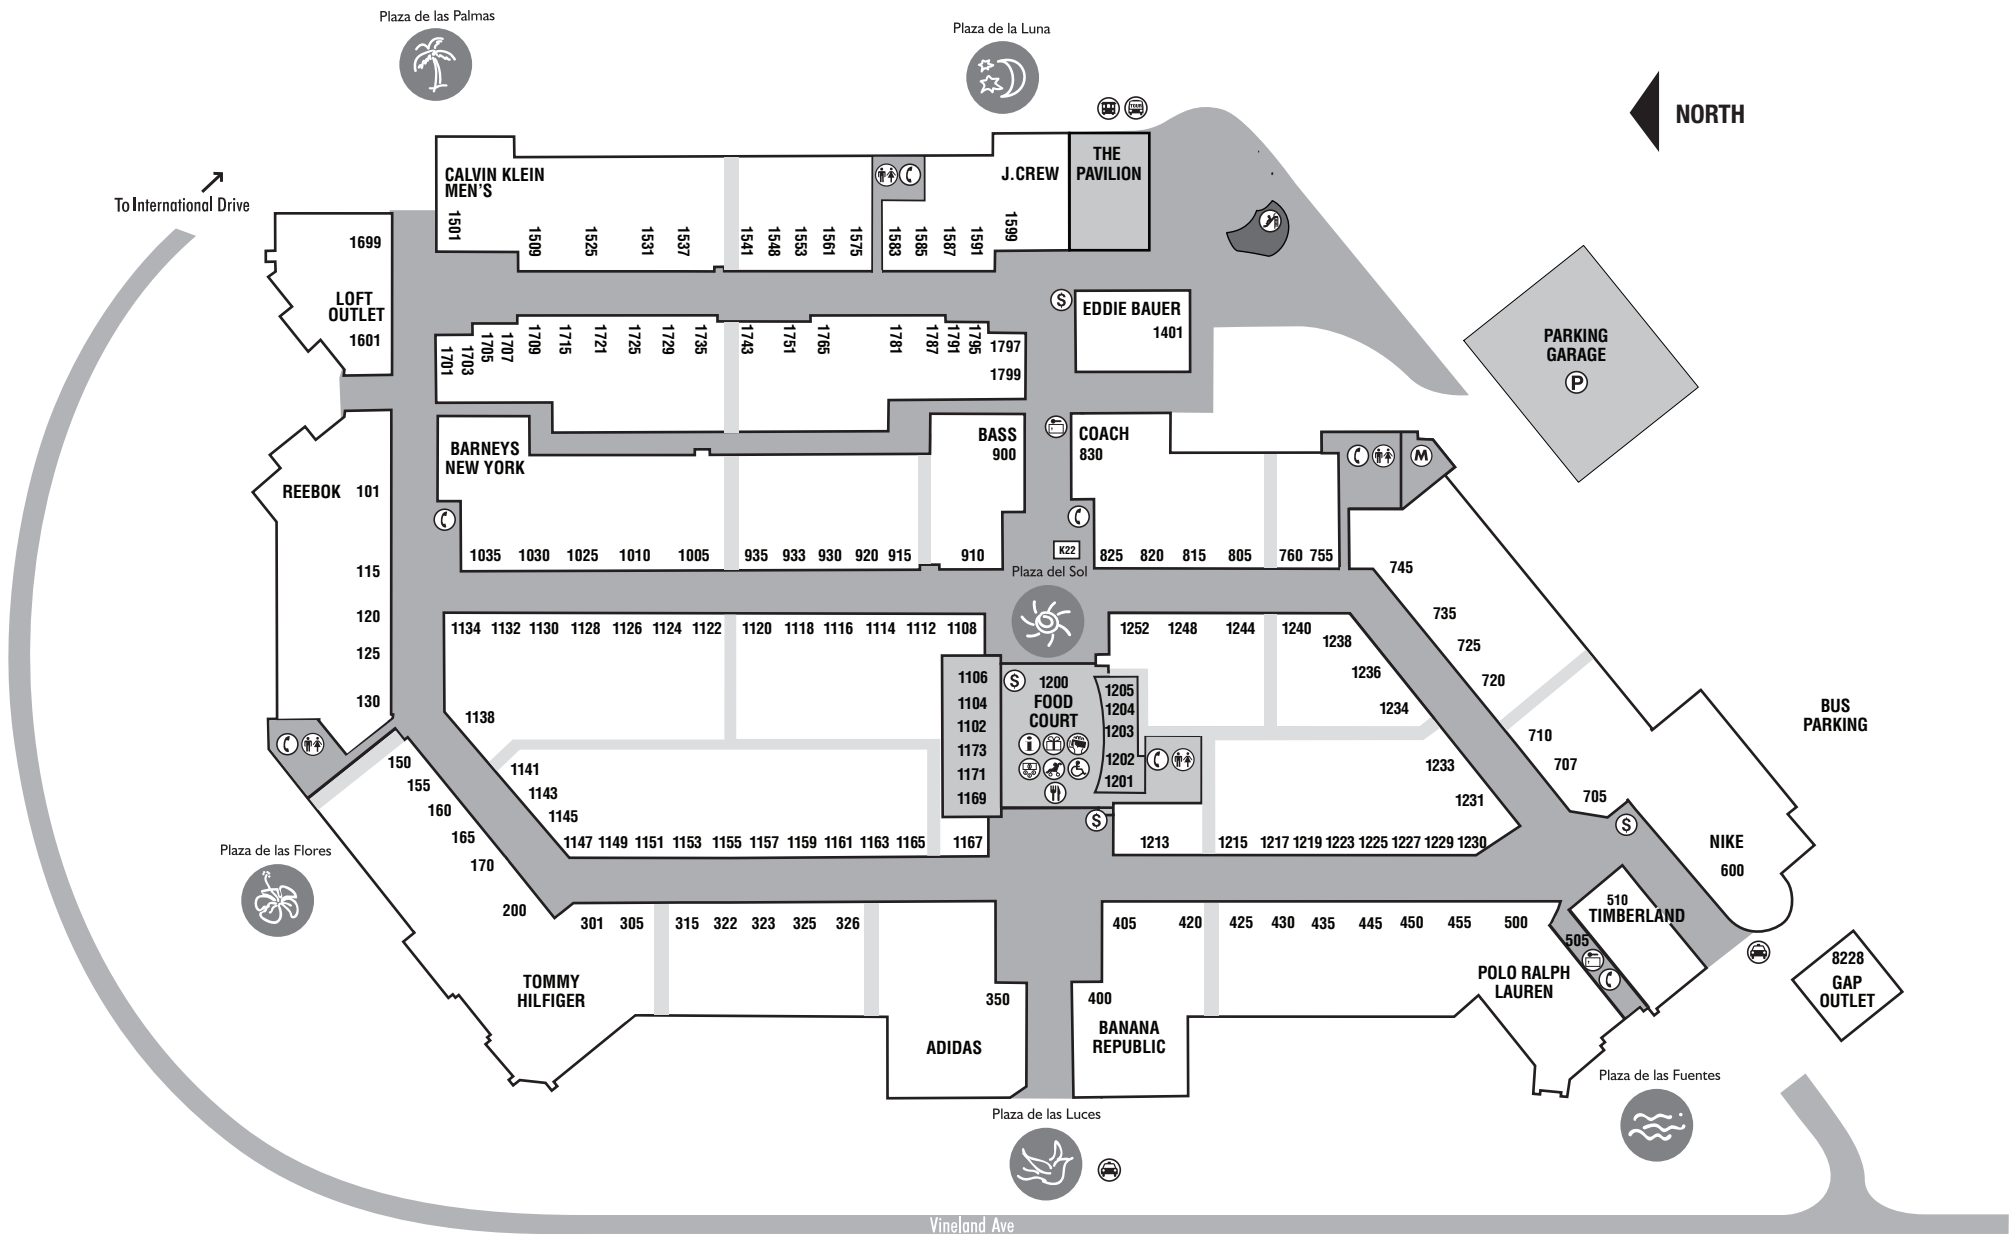 Plaza de las Palmas
Plaza de la Luna
NORTH
To International Drive
CALVIN KLEIN
MEN'S
J.CREW
THE
PAVILION
TOUR
1501
1509
1525
1531
1537
1541
1548
1553
1561
1575
1583
1585
1587
1591
1599
1699
LOFT
OUTLET
1601
$
EDDIE BAUER
1401
PARKING
GARAGE
P
1701
1703
1705
1707
1709
1715
1721
1725
1729
1735
1743
1751
1765
1781
1787
1791
1795
1797
1799
BARNEYS
NEW YORK
BASS
900
COACH
830
M
REEBOK 101
115
120
125
130
1035 1030 1025 1010 1005 935 933 930 920 915 910
K22
825 820 815 805 760 755
Plaza del Sol
745
735
725
720
710
707
705
1134 1132 1130 1128 1126 1124 1122 1120 1118 1116 1114 1112 1108
1252 1248 1244 1240
1238
1236
1234
1233
1231
1138
1141
1143
1145
1147 1149 1151 1153 1155 1157 1159 1161 1163 1165 1167
1106
1104
1102
1173
1171
1169
$
1200
FOOD
COURT
i
1205
1204
1203
1202
1201
$
1213 1215 1217 1219 1223 1225 1227 1229 1230
BUS
PARKING
$
NIKE
600
150
155
160
165
170
200
Plaza de las Flores
301 305 315 322 323 325 326
TOMMY
HILFIGER
350
ADIDAS
405 420 425 430 435 445 450 455 500
400
BANANA
REPUBLIC
POLO RALPH
LAUREN
505
510
TIMBERLAND
8228
GAP
OUTLET
Plaza de las Fuentes
Plaza de las Luces
Vineland Ave